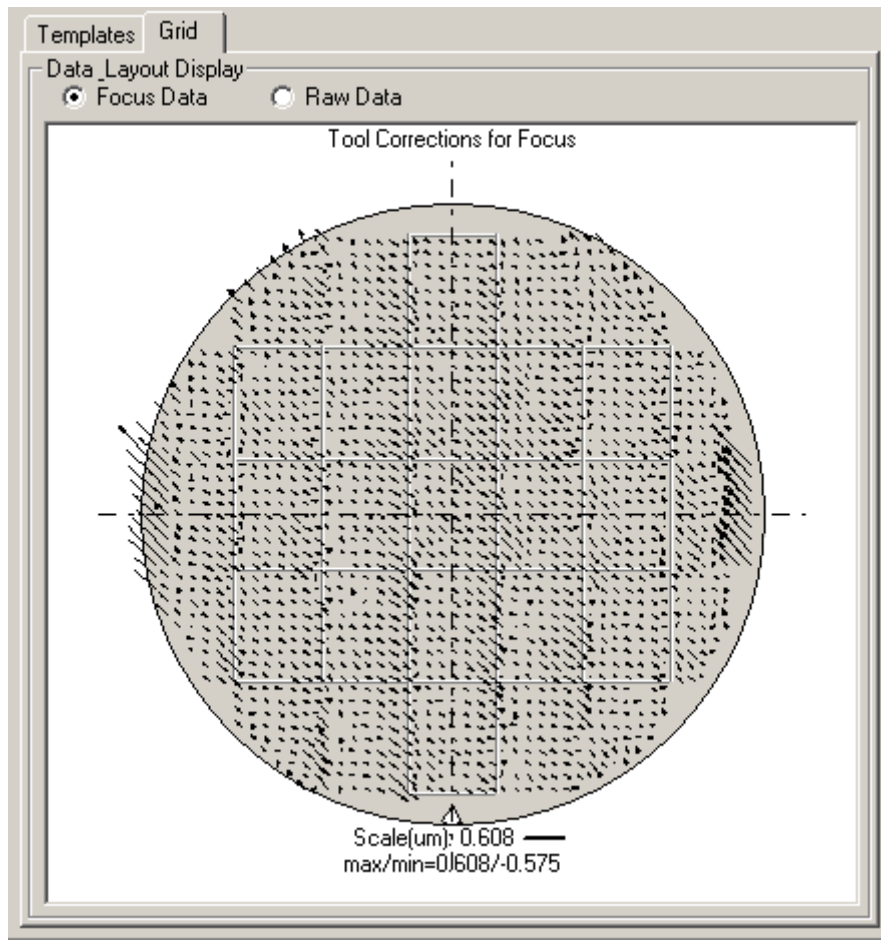 Templates Grid
Data_Layout Display
Focus Data Raw Data
Tool Corrections for Focus
Scale(um): 0.608
max/min=0.608/-0.575